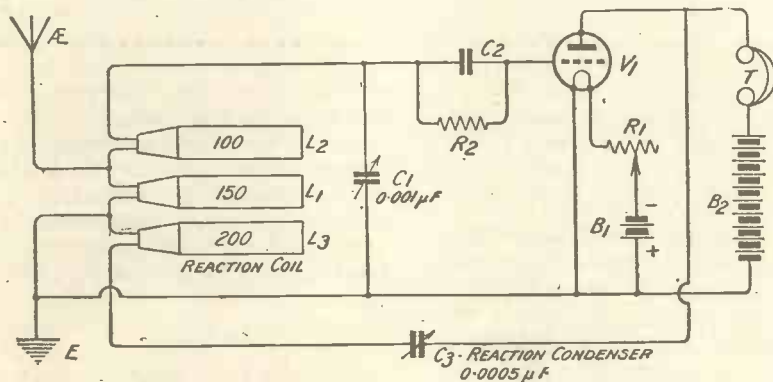 Æ
C2
V1
T
R2
R1
100 L2
150 L1
200 L3
REACTION COIL
C1
0.001μF
B1
-
+
B2
E
C3 - REACTION CONDENSER
0.0005μF